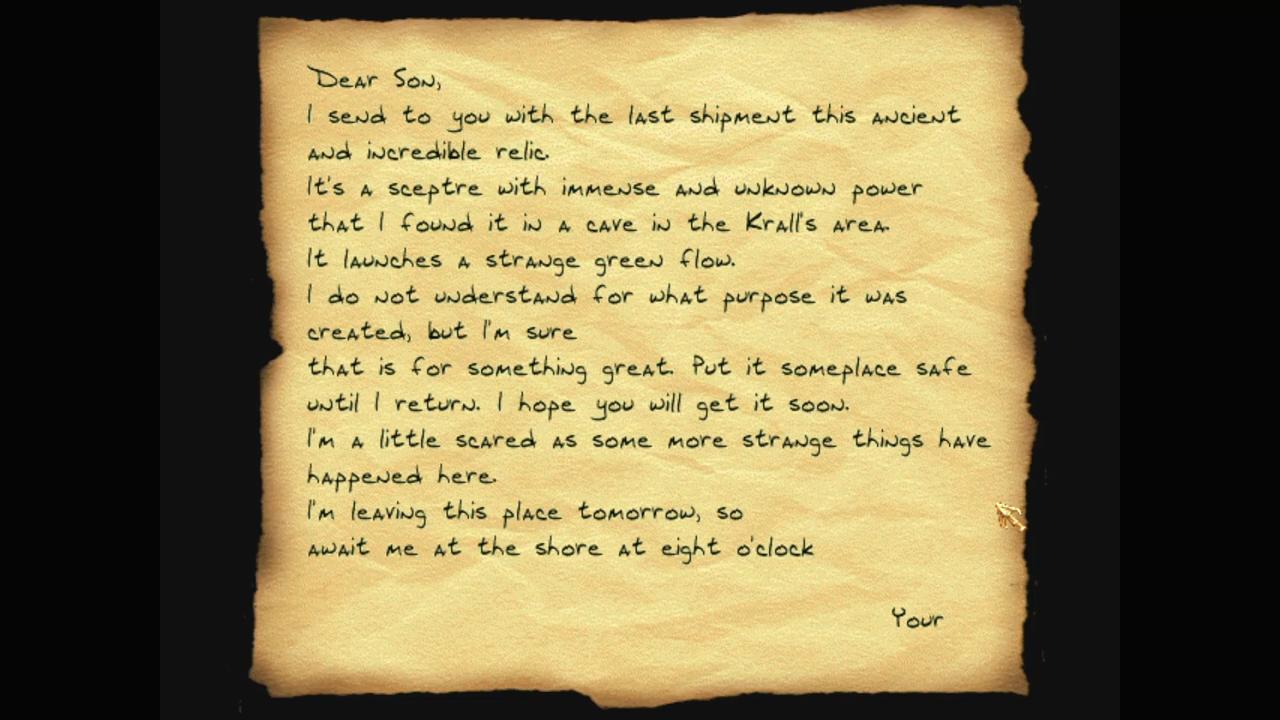 Dear Son,
I send to you with the last shipment this ancient
and incredible relic.
It's a sceptre with immense and unknown power
that I found it in a cave in the Krall's area.
It launches a strange green flow.
I do not understand for what purpose it was
created, but I'm sure
that is for something great. Put it someplace safe
until I return. I hope you will get it soon.
I'm a little scared as some more strange things have
happened here.
I'm leaving this place tomorrow, so
await me at the shore at eight o'clock
Your